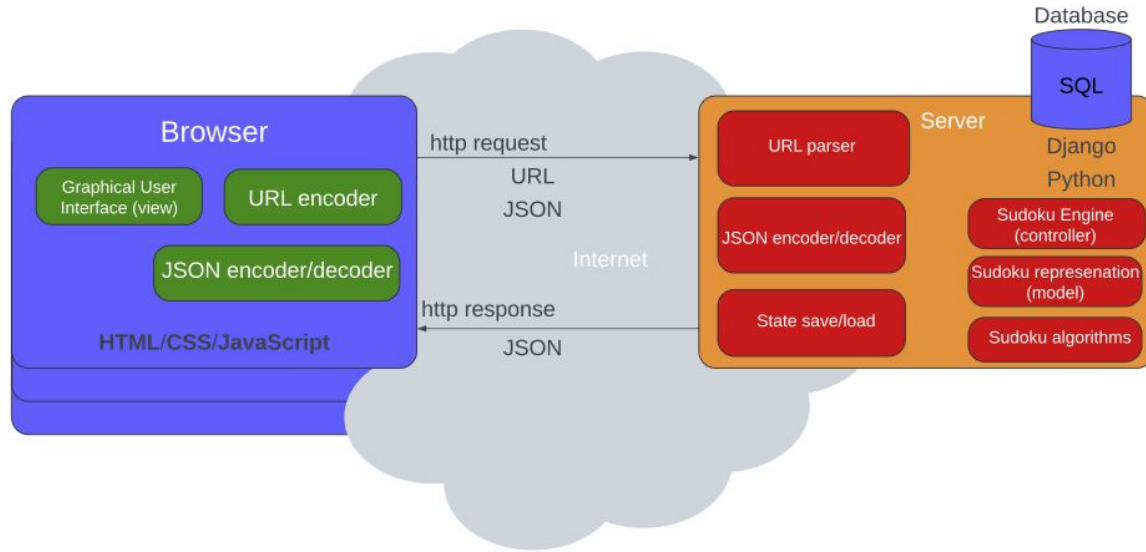 Database
SQL
Browser
Server
http request
URL parser
Django
Graphical User
Interface (view)
URL encoder
URL
Python
JSON
Sudoku Engine
(controller)
JSON encoder/decoder
JSON encoder/decoder
Internet
Sudoku represenation
(model)
http response
State save/load
HTML/CSS/JavaScript
JSON
Sudoku algorithms